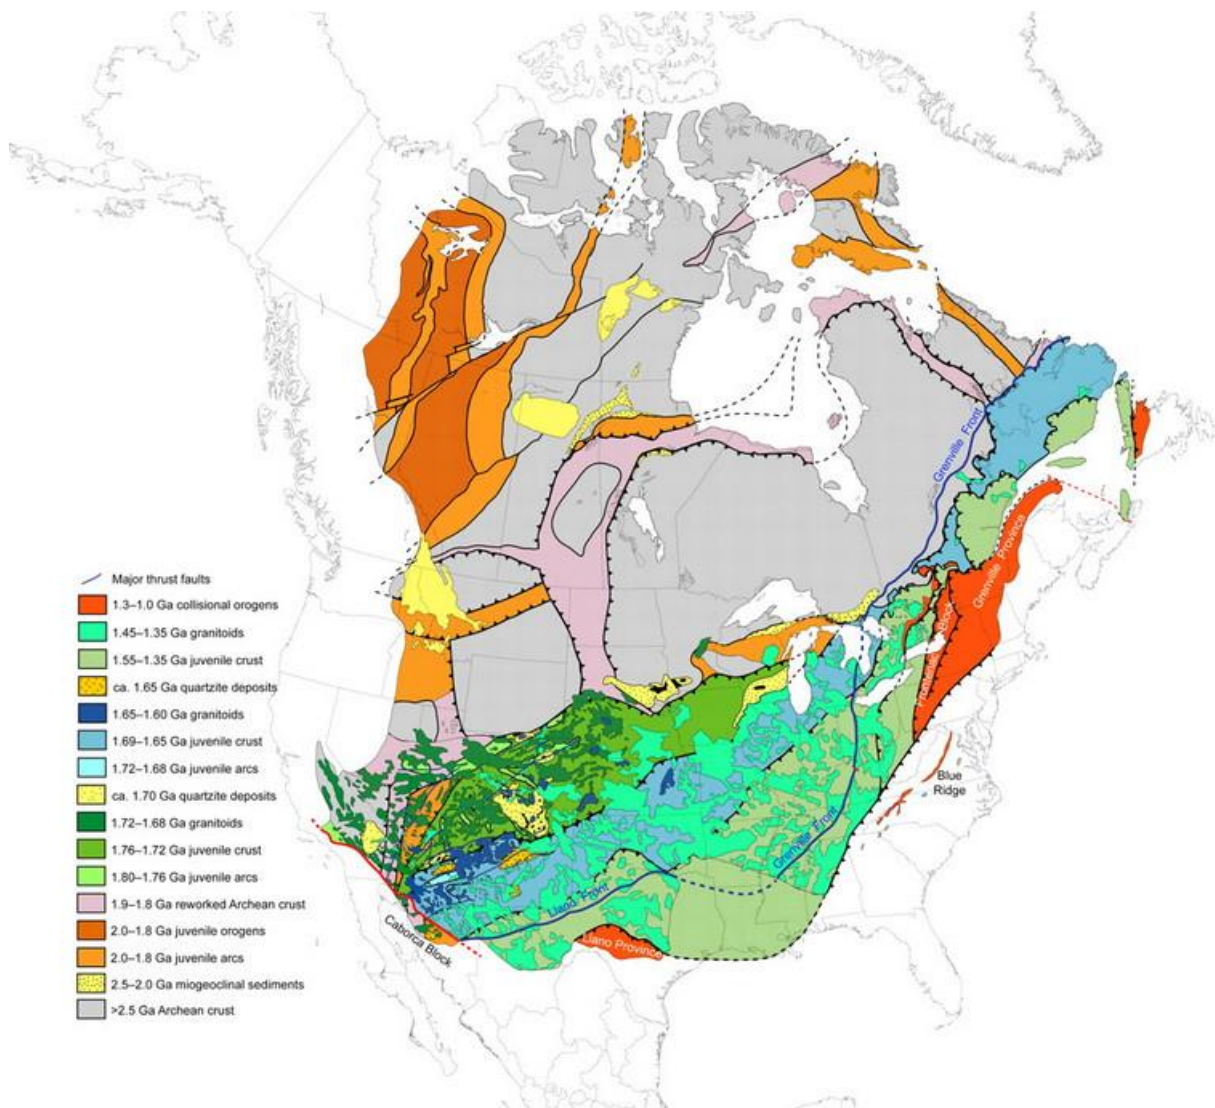 Grenville Front
Grenville Province
Frontenac Block
Blue
Ridge
Grenville Front
Llano Front
Llano Province
Caborca Block
Major thrust faults
1.3–1.0 Ga collisional orogens
1.45–1.35 Ga granitoids
1.55–1.35 Ga juvenile crust
ca. 1.65 Ga quartzite deposits
1.65–1.60 Ga granitoids
1.69–1.65 Ga juvenile crust
1.72–1.68 Ga juvenile arcs
ca. 1.70 Ga quartzite deposits
1.72–1.68 Ga granitoids
1.76–1.72 Ga juvenile crust
1.80–1.76 Ga juvenile arcs
1.9–1.8 Ga reworked Archean crust
2.0–1.8 Ga juvenile orogens
2.0–1.8 Ga juvenile arcs
2.5–2.0 Ga miogeoclinal sediments
>2.5 Ga Archean crust